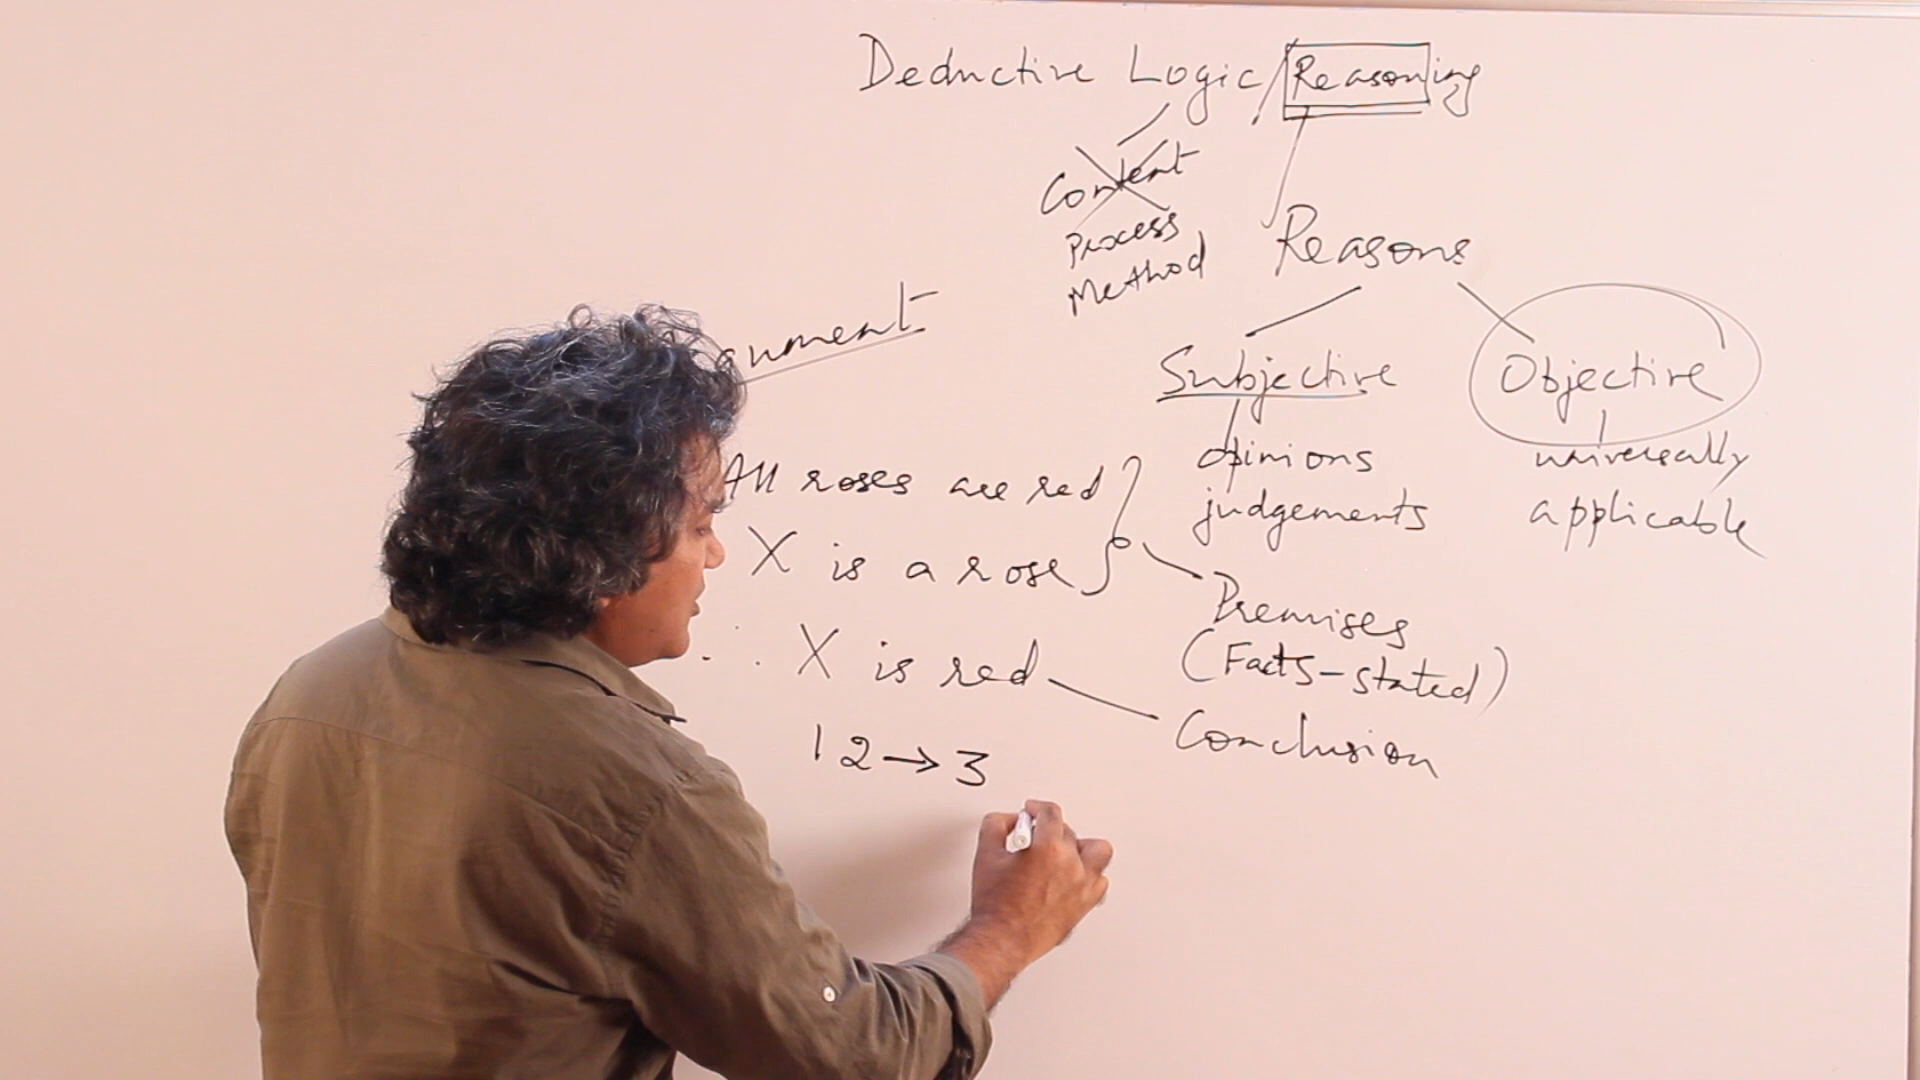 Deductive Logic/Reasoning
Content
Process
Method
Reasons
Subjective
Objective
opinions
judgements
universally
applicable
All roses are red
X is a rose
∴ X is red
1 2 → 3
Premises
(Facts-stated)
Conclusion